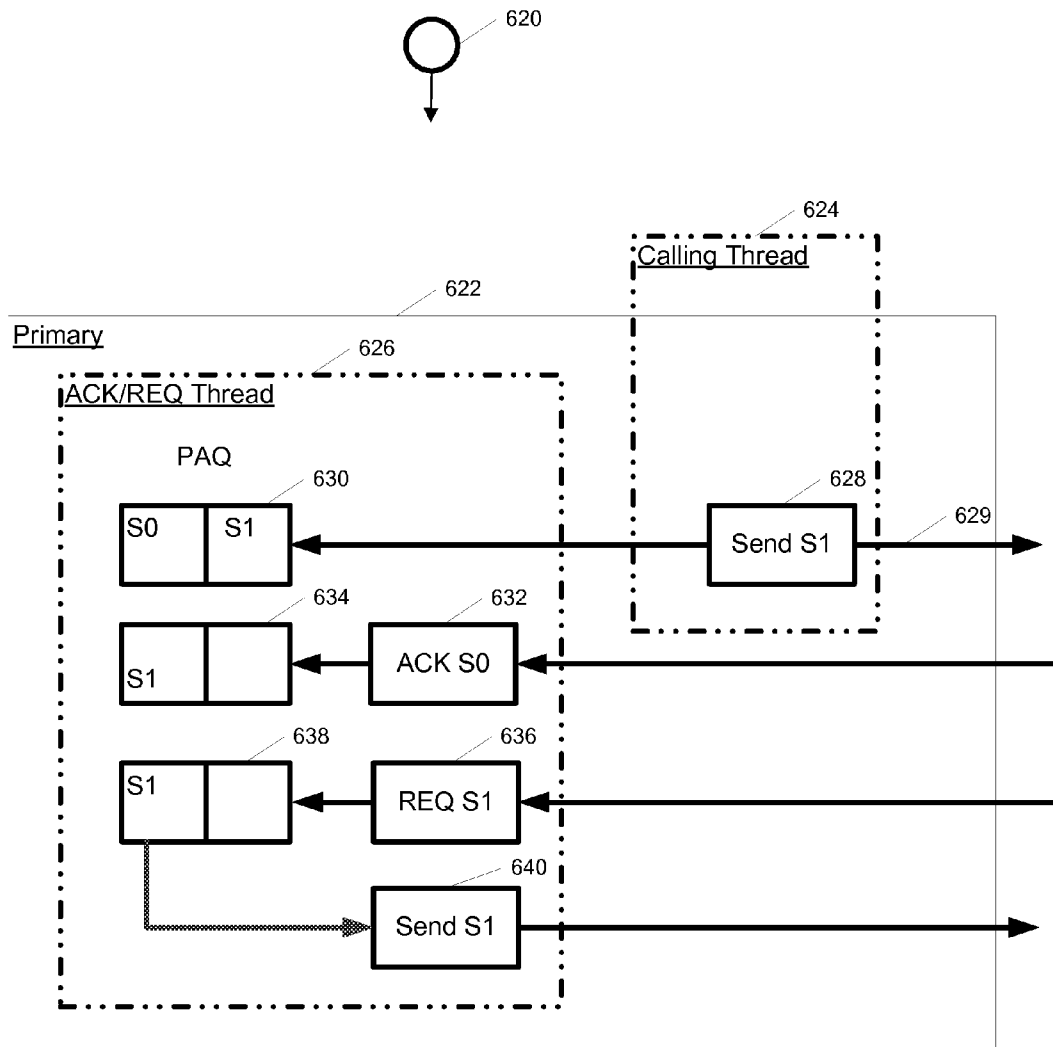 620
624
Calling Thread
622
Primary
626
ACK/REQ Thread
PAQ
630
628
S0 S1
Send S1
629
634
632
S1
ACK S0
638
636
S1
REQ S1
640
Send S1